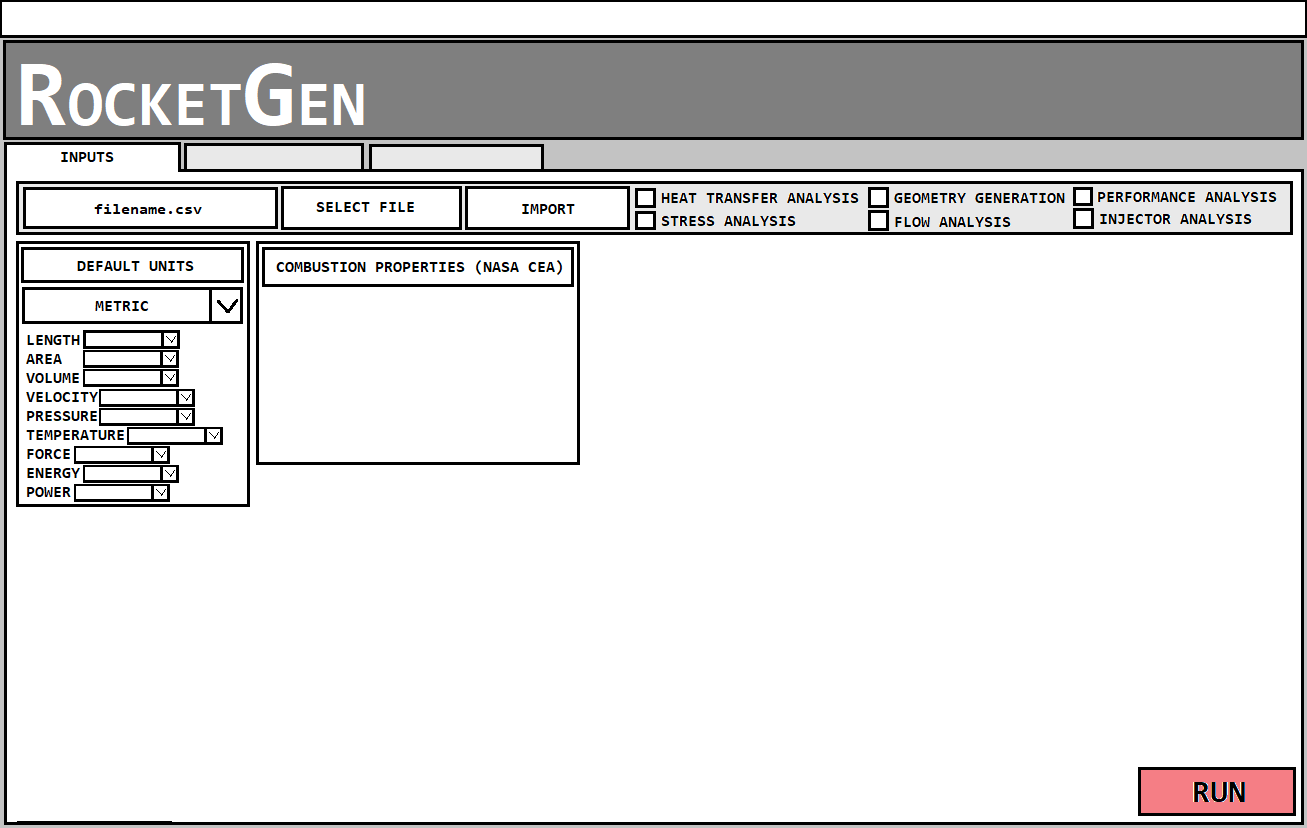 RocketGen
INPUTS
filename.csv
SELECT FILE
IMPORT
HEAT TRANSFER ANALYSIS
GEOMETRY GENERATION
PERFORMANCE ANALYSIS
STRESS ANALYSIS
FLOW ANALYSIS
INJECTOR ANALYSIS
DEFAULT UNITS
METRIC
LENGTH
AREA
VOLUME
VELOCITY
PRESSURE
TEMPERATURE
FORCE
ENERGY
POWER
COMBUSTION PROPERTIES (NASA CEA)
RUN